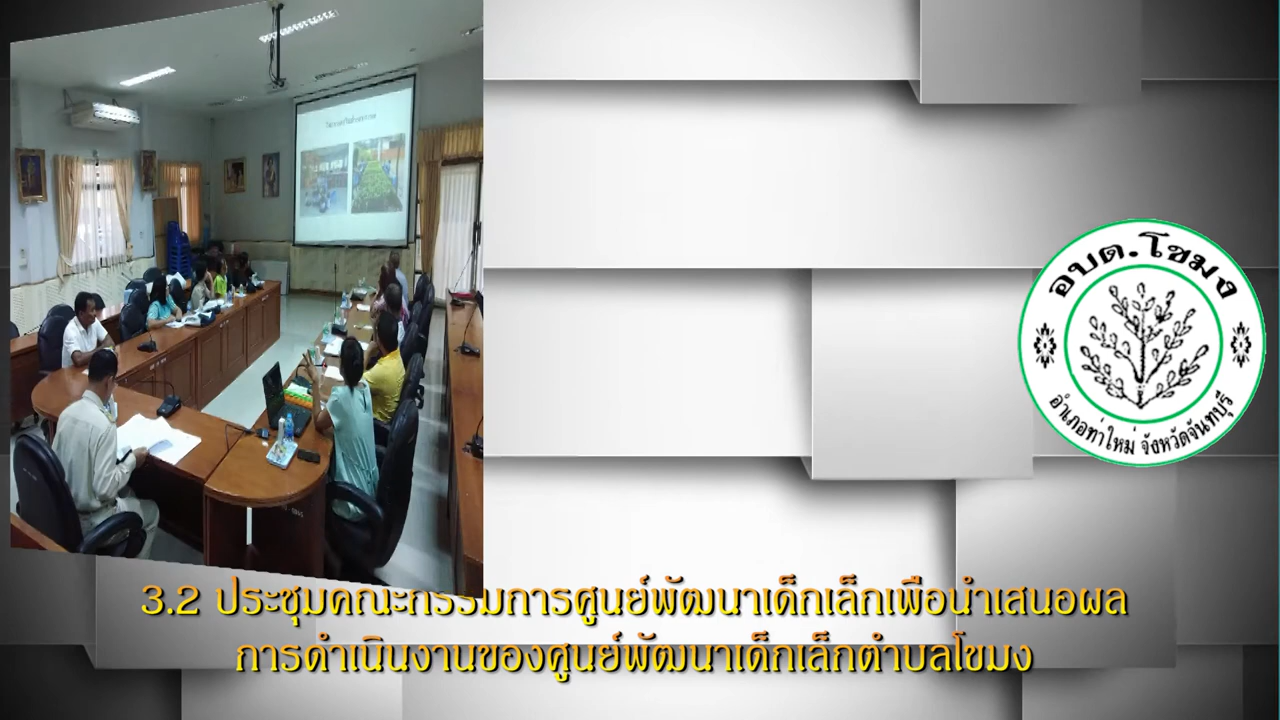 อบต.โขมง
อำเภอท่าใหม่ จังหวัดจันทบุรี
3.2 ประชุมคณะกรรมการศูนย์พัฒนาเด็กเล็กเพื่อนำเสนอผล
การดำเนินงานของศูนย์พัฒนาเด็กเล็กตำบลโขมง